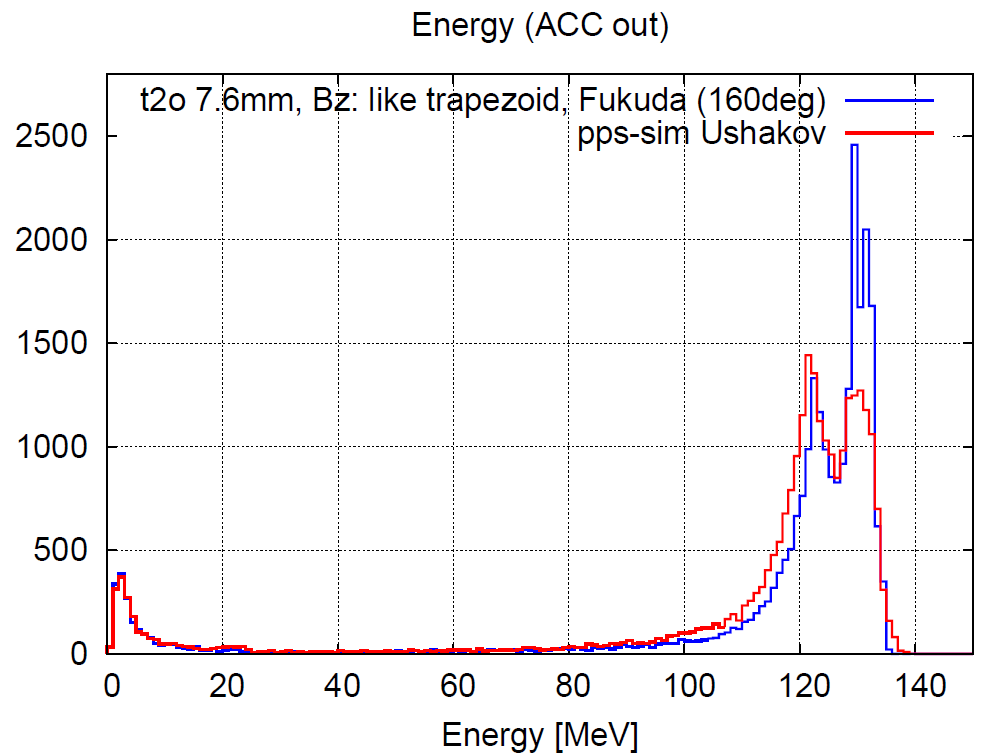 Energy (ACC out)
t2o 7.6mm, Bz: like trapezoid, Fukuda (160deg)
pps-sim Ushakov
2500
2000
1500
1000
500
0
0 20 40 60 80 100 120 140
Energy [MeV]